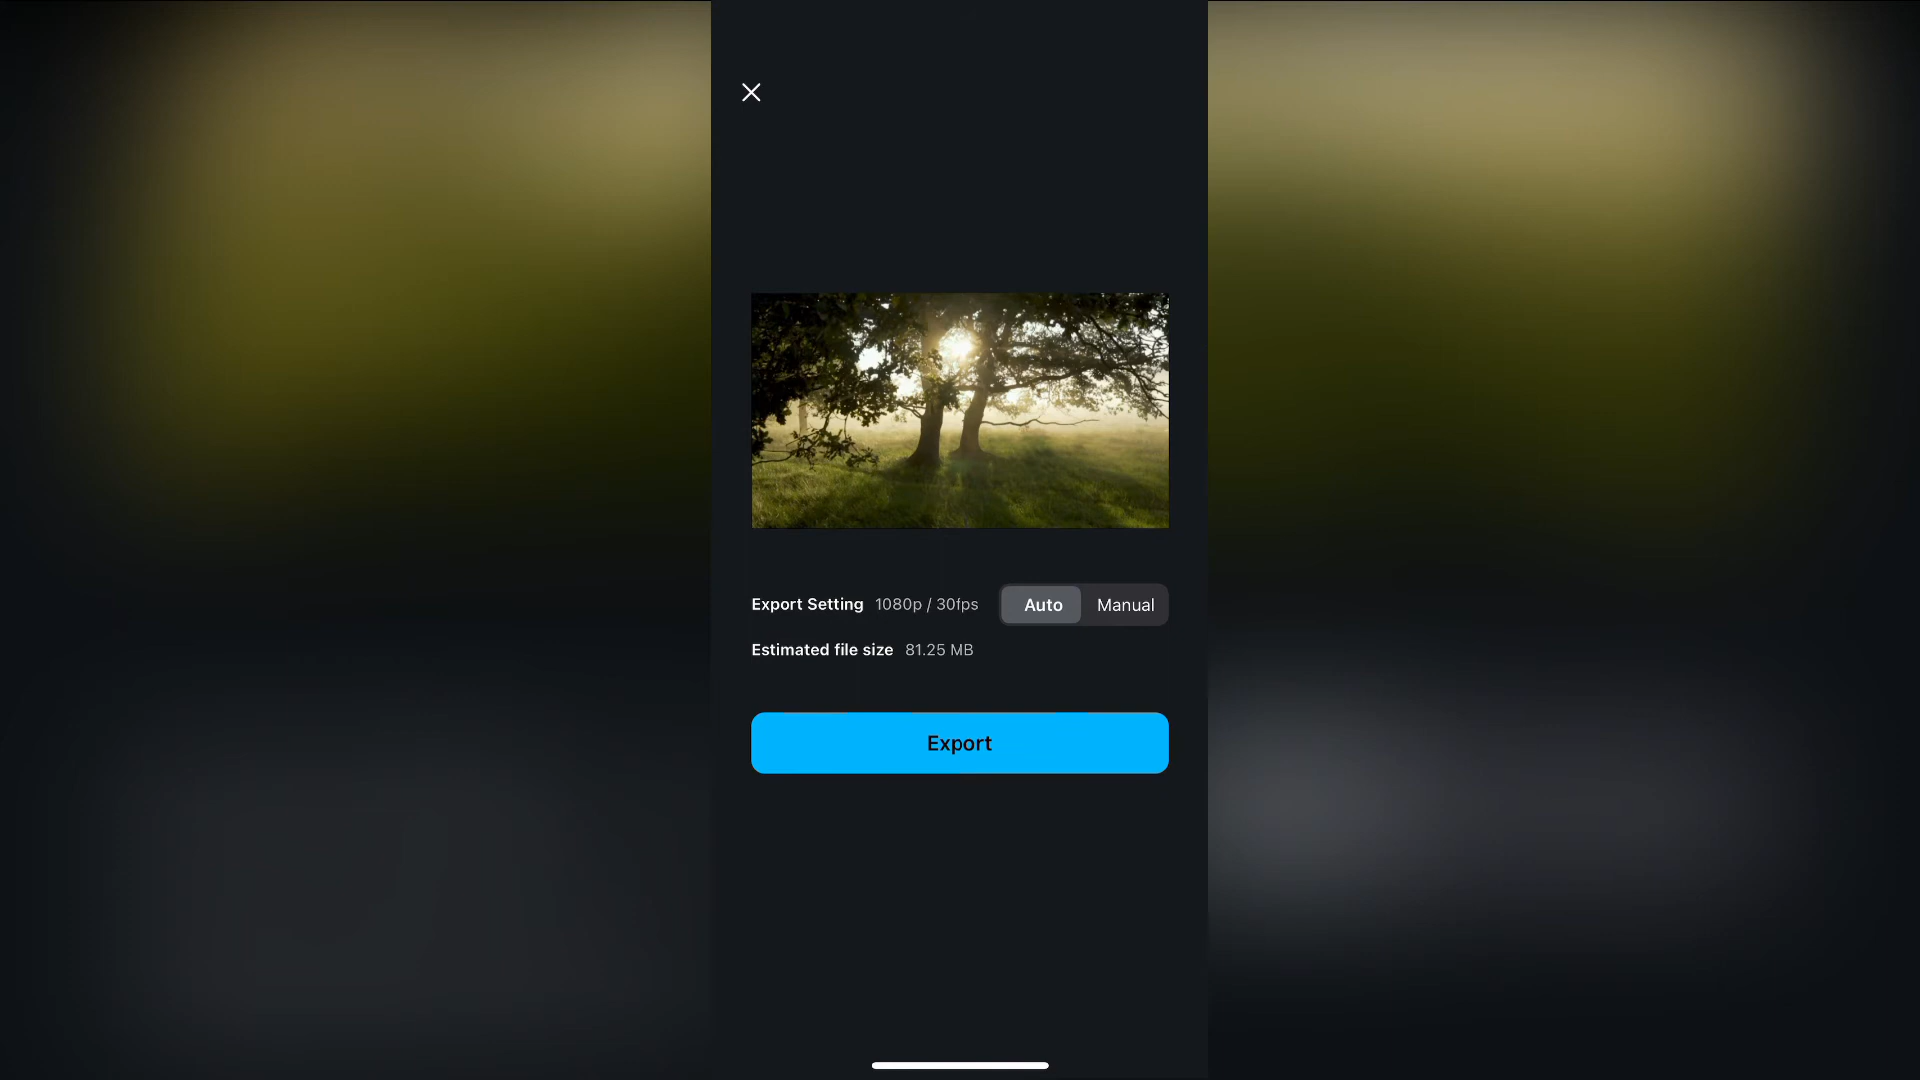 Export Setting 1080p / 30fps Auto Manual
Estimated file size 81.25 MB
Export